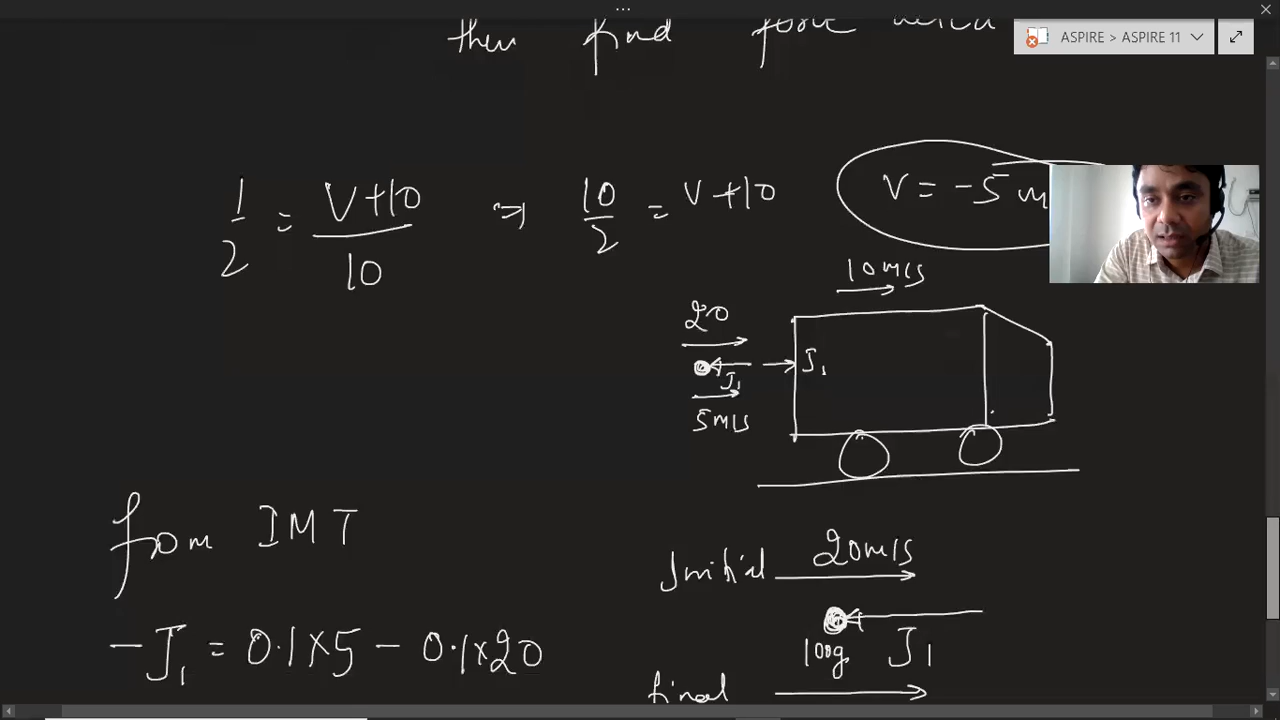 ASPIRE > ASPIRE 11
then find force
1/2 = V+10/10 ⇒ 10/2 = V+10 V = -5 m
10m/s
20
J₁ J₁
5m/s
from IMT
Initial 20m/s
100g J₁
-J₁ = 0.1×5 - 0.1×20
final